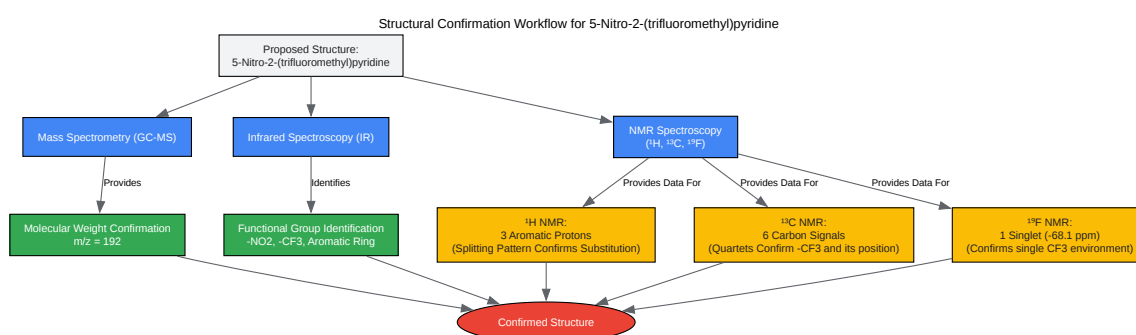 Structural Confirmation Workflow for 5-Nitro-2-(trifluoromethyl)pyridine
Proposed Structure:
5-Nitro-2-(trifluoromethyl)pyridine
Mass Spectrometry (GC-MS)
Infrared Spectroscopy (IR)
NMR Spectroscopy
(¹H, ¹³C, ¹⁹F)
Provides
Identifies
Provides Data For
Provides Data For
Provides Data For
Molecular Weight Confirmation
m/z = 192
Functional Group Identification
-NO2, -CF3, Aromatic Ring
¹H NMR:
3 Aromatic Protons
(Splitting Pattern Confirms Substitution)
¹³C NMR:
6 Carbon Signals
(Quartets Confirm -CF3 and its position)
¹⁹F NMR:
1 Singlet (-68.1 ppm)
(Confirms single CF3 environment)
Confirmed Structure